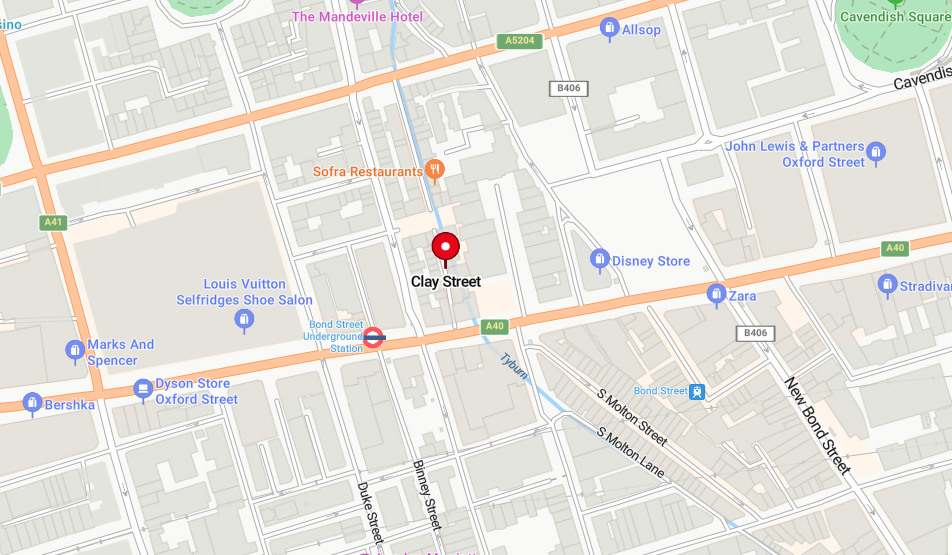 sino
The Mandeville Hotel
A5204
Allsop
Cavendish Square
B406
Cavendis
John Lewis & Partners
Oxford Street
Sofra Restaurants
A41
A40
Clay Street
Disney Store
Louis Vuitton
Selfridges Shoe Salon
Zara
Stradivar
Bond Street
Underground
Station
A40
B406
Marks And
Spencer
Tyburn
Dyson Store
Oxford Street
Bershka
Bond Street
S Molton Street
New Bond Street
S Molton Lane
Binney Street
Duke Street